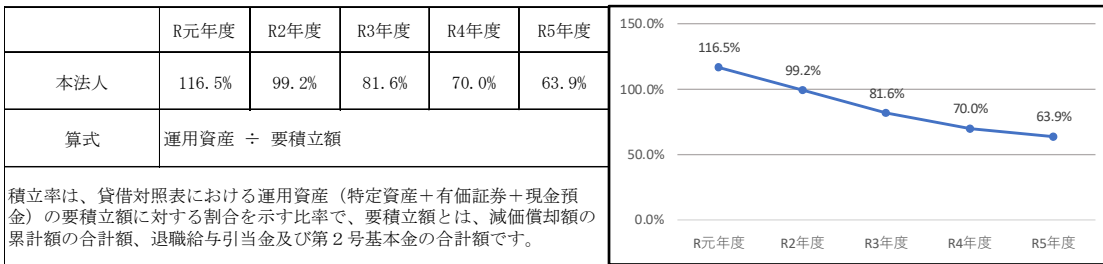 R元年度 R2年度 R3年度 R4年度 R5年度
本法人 116.5% 99.2% 81.6% 70.0% 63.9%
算式 運用資産 ÷ 要積立額
積立率は、貸借対照表における運用資産（特定資産＋有価証券＋現金預
金）の要積立額に対する割合を示す比率で、要積立額とは、減価償却額の
累計額の合計額、退職給与引当金及び第２号基本金の合計額です。
150.0%
100.0%
50.0%
0.0%
116.5%
99.2%
81.6%
70.0%
63.9%
R元年度 R2年度 R3年度 R4年度 R5年度